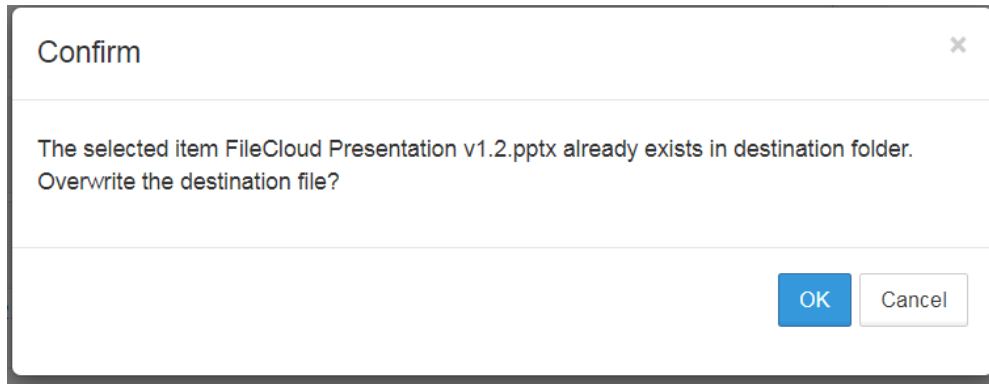 Confirm
×
The selected item FileCloud Presentation v1.2.pptx already exists in destination folder.
Overwrite the destination file?
OK Cancel